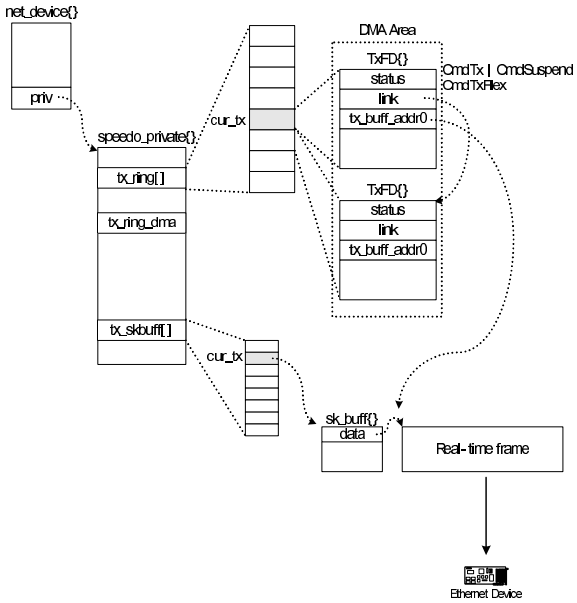 net_device{}
priv
speedo_private{}
tx_ring[ ]
tx_ring_dma
tx_skbuff[ ]
cur_tx
DMA Area
TxFD{}
status
link
tx_buff_addr0
CmdTx | CmdSuspend
CmdTxFlex
TxFD{}
status
link
tx_buff_addr0
cur_tx
sk_buff{}
data
Real-time frame
Ethernet Device